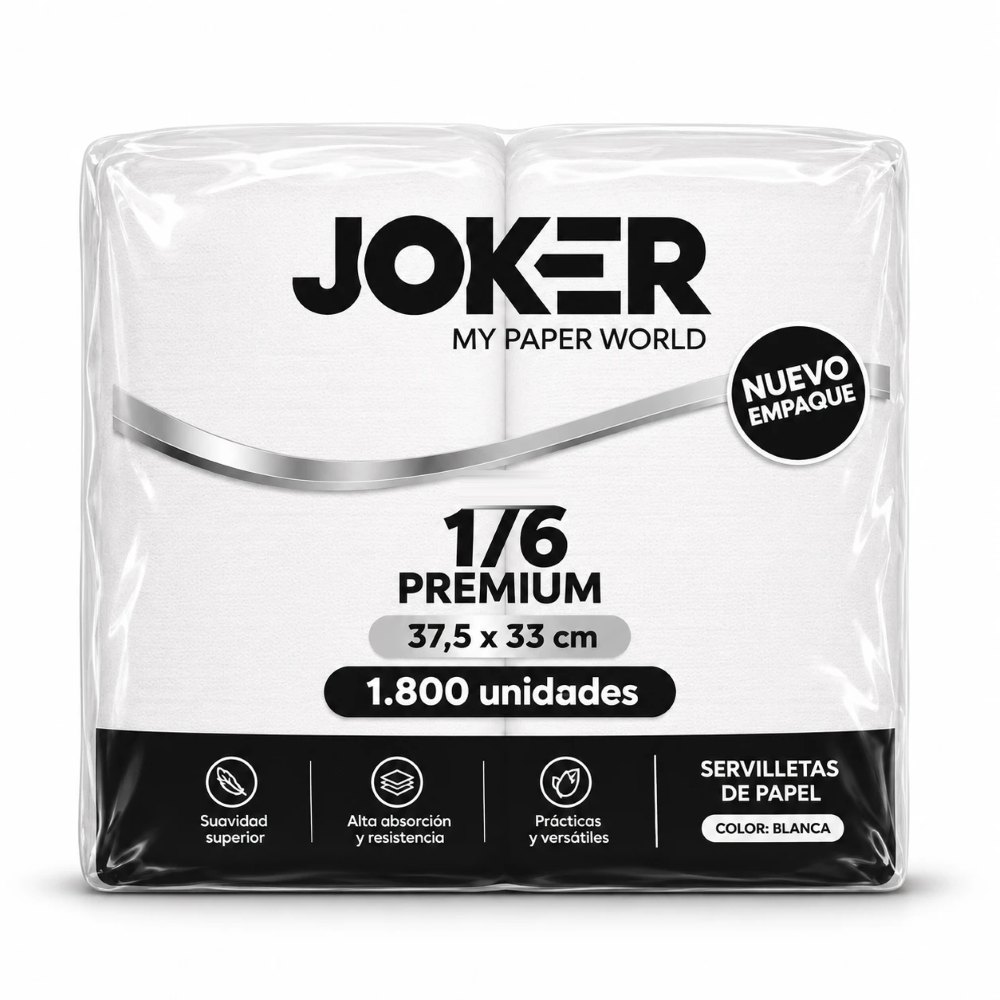 JOKER
MY PAPER WORLD
NUEVO
EMPAQUE
1/6
PREMIUM
37,5 x 33 cm
1.800 unidades
Suavidad
superior
Alta absorción
y resistencia
Prácticas
y versátiles
SERVILLETAS
DE PAPEL
COLOR: BLANCA